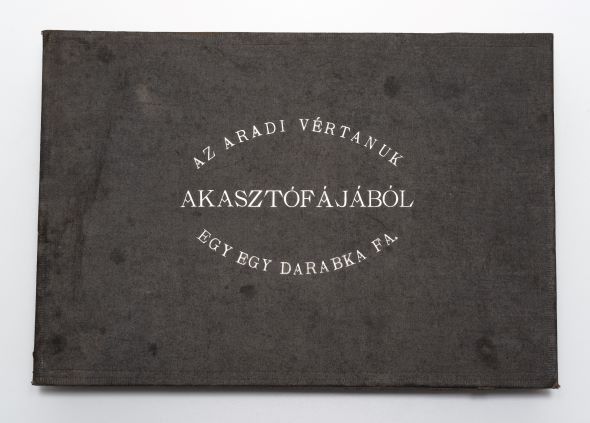 AZ ARADI VÉRTANUK
AKASZTÓFÁJÁBÓL
EGY EGY DARABKA FA.